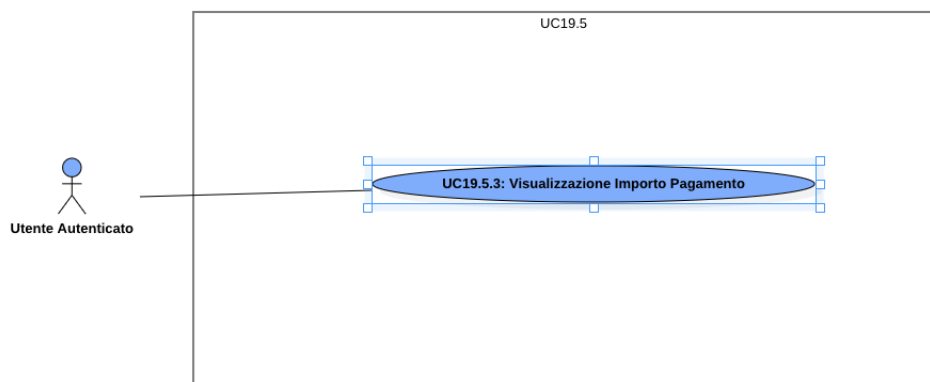 UC19.5
UC19.5.3: Visualizzazione Importo Pagamento
Utente Autenticato